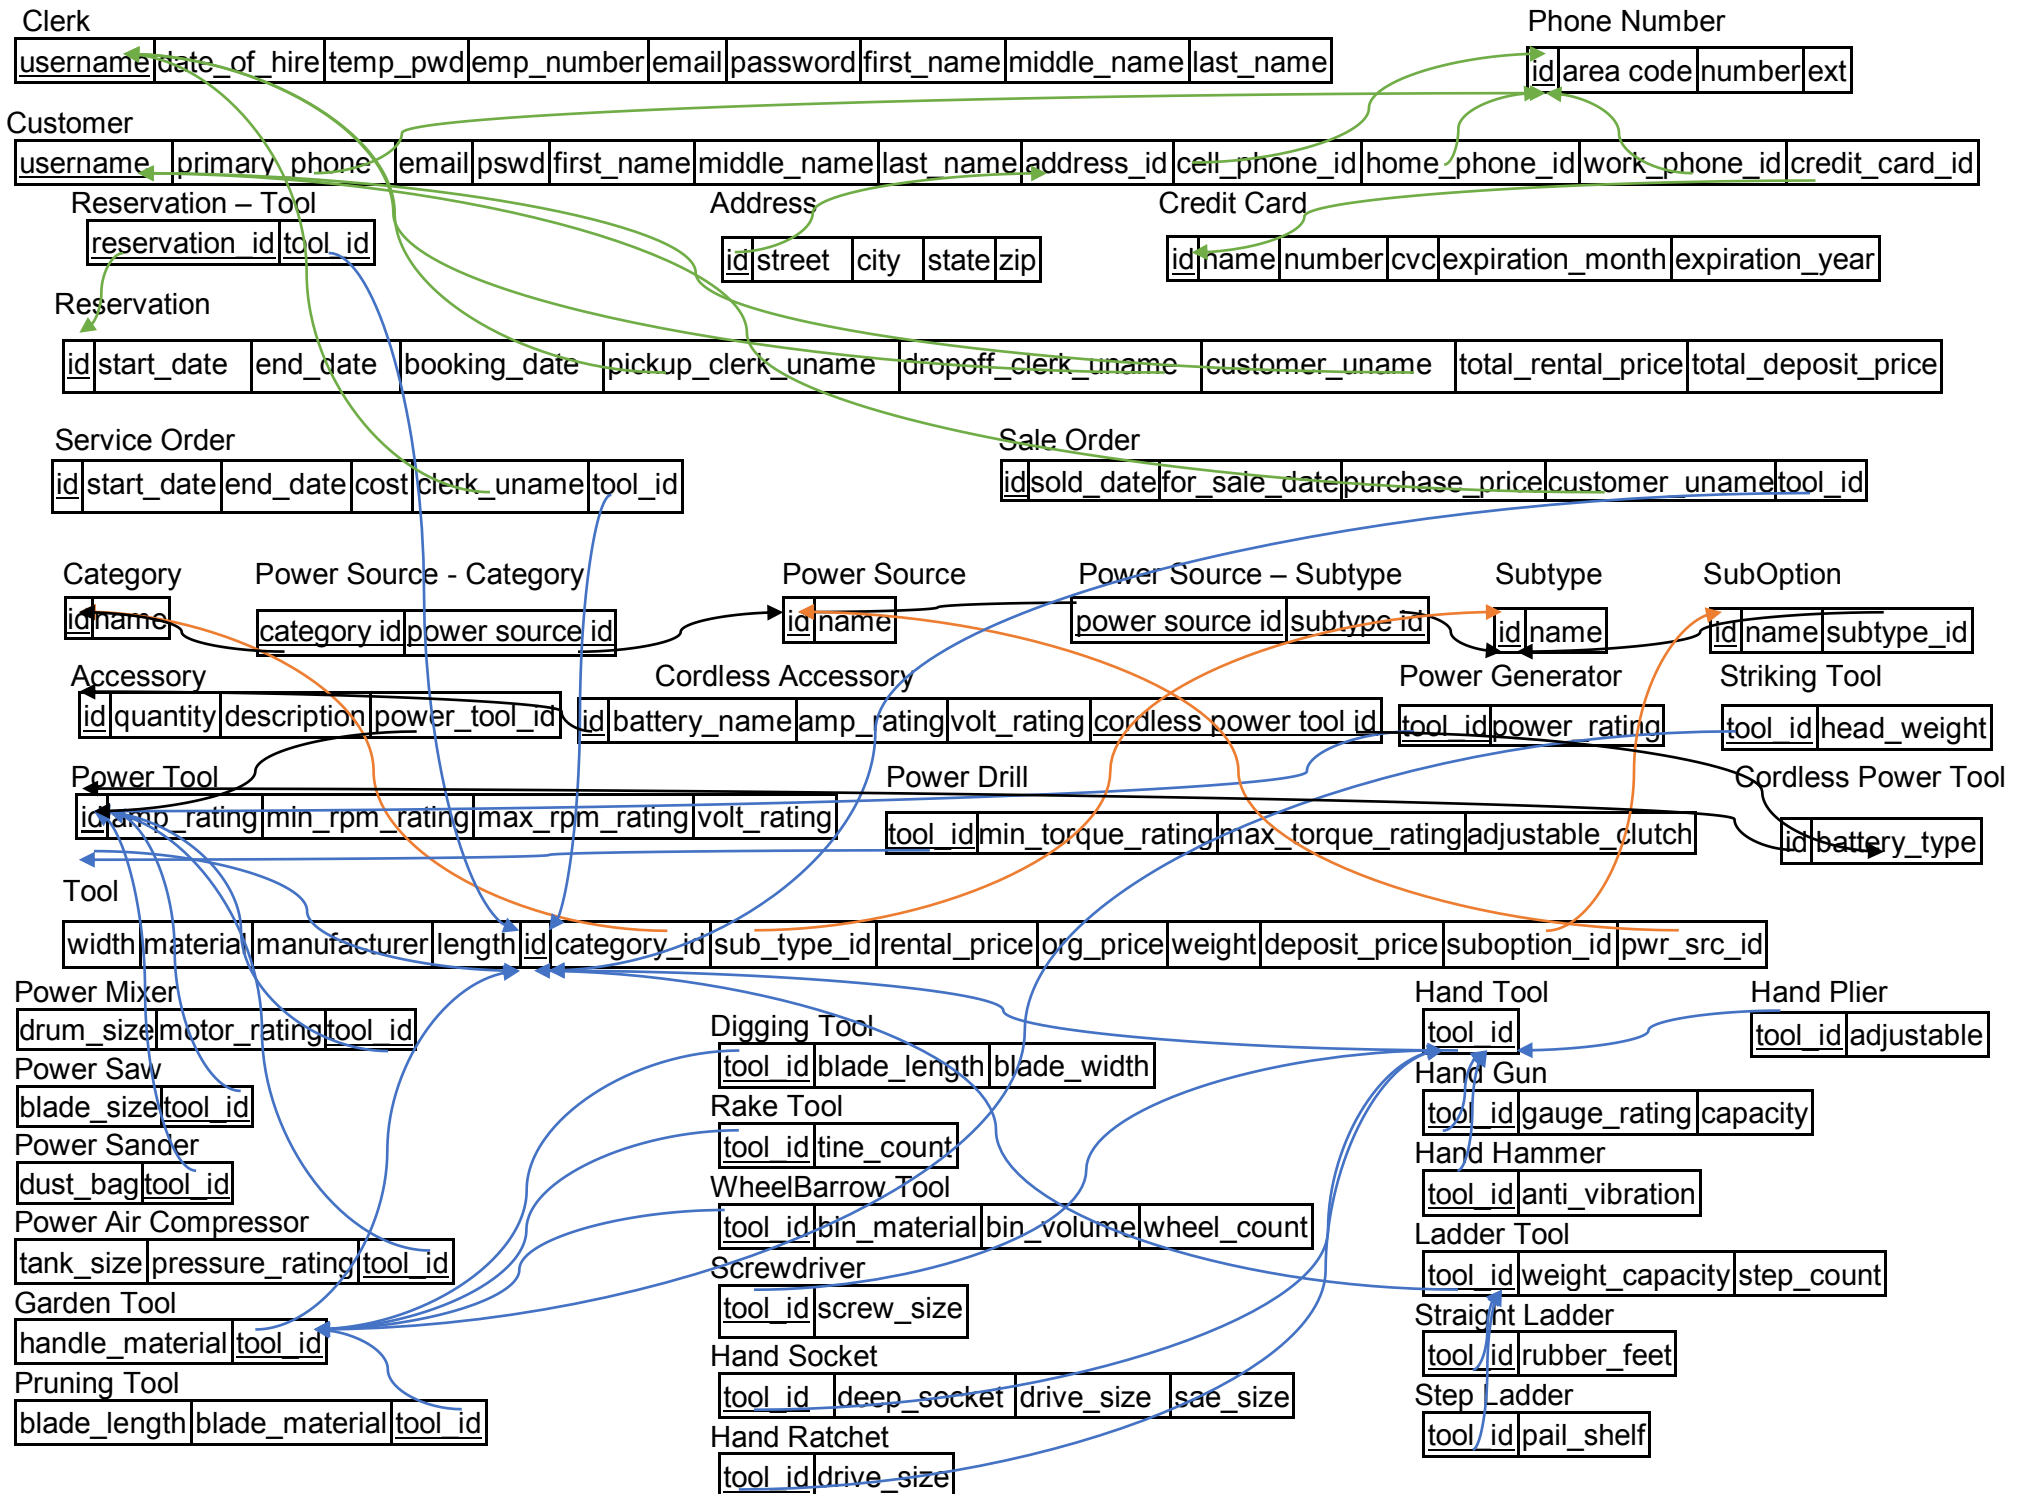 Clerk
username date_of_hire temp_pwd emp_number email password first_name middle_name last_name
Phone Number
id area code number ext
Customer
username primary_phone email pswd first_name middle_name last_name address_id cell_phone_id home_phone_id work_phone_id credit_card_id
Reservation – Tool
reservation_id tool_id
Address
id street city state zip
Credit Card
id name number cvc expiration_month expiration_year
Reservation
id start_date end_date booking_date pickup_clerk_uname dropoff_clerk_uname customer_uname total_rental_price total_deposit_price
Service Order
id start_date end_date cost clerk_uname tool_id
Sale Order
id sold_date for_sale_date purchase_price customer_uname tool_id
Category
id name
Power Source - Category
category id power source id
Power Source
id name
Power Source – Subtype
power source id subtype id
Subtype
id name
SubOption
id name subtype_id
Accessory
id quantity description power_tool_id
Cordless Accessory
id battery_name amp_rating volt_rating cordless power tool id
Power Generator
tool_id power_rating
Striking Tool
tool_id head_weight
Power Tool
id amp_rating min_rpm_rating max_rpm_rating volt_rating
Power Drill
tool_id min_torque_rating max_torque_rating adjustable_clutch
Cordless Power Tool
id battery_type
Tool
width material manufacturer length id category_id sub_type_id rental_price org_price weight deposit_price suboption_id pwr_src_id
Power Mixer
drum_size motor_rating tool_id
Power Saw
blade_size tool_id
Power Sander
dust_bag tool_id
Power Air Compressor
tank_size pressure_rating tool_id
Garden Tool
handle_material tool_id
Pruning Tool
blade_length blade_material tool_id
Digging Tool
tool_id blade_length blade_width
Rake Tool
tool_id tine_count
WheelBarrow Tool
tool_id bin_material bin_volume wheel_count
Screwdriver
tool_id screw_size
Hand Socket
tool_id deep_socket drive_size sae_size
Hand Ratchet
tool_id drive_size
Hand Tool
tool_id
Hand Plier
tool_id adjustable
Hand Gun
tool_id gauge_rating capacity
Hand Hammer
tool_id anti_vibration
Ladder Tool
tool_id weight_capacity step_count
Straight Ladder
tool_id rubber_feet
Step Ladder
tool_id pail_shelf